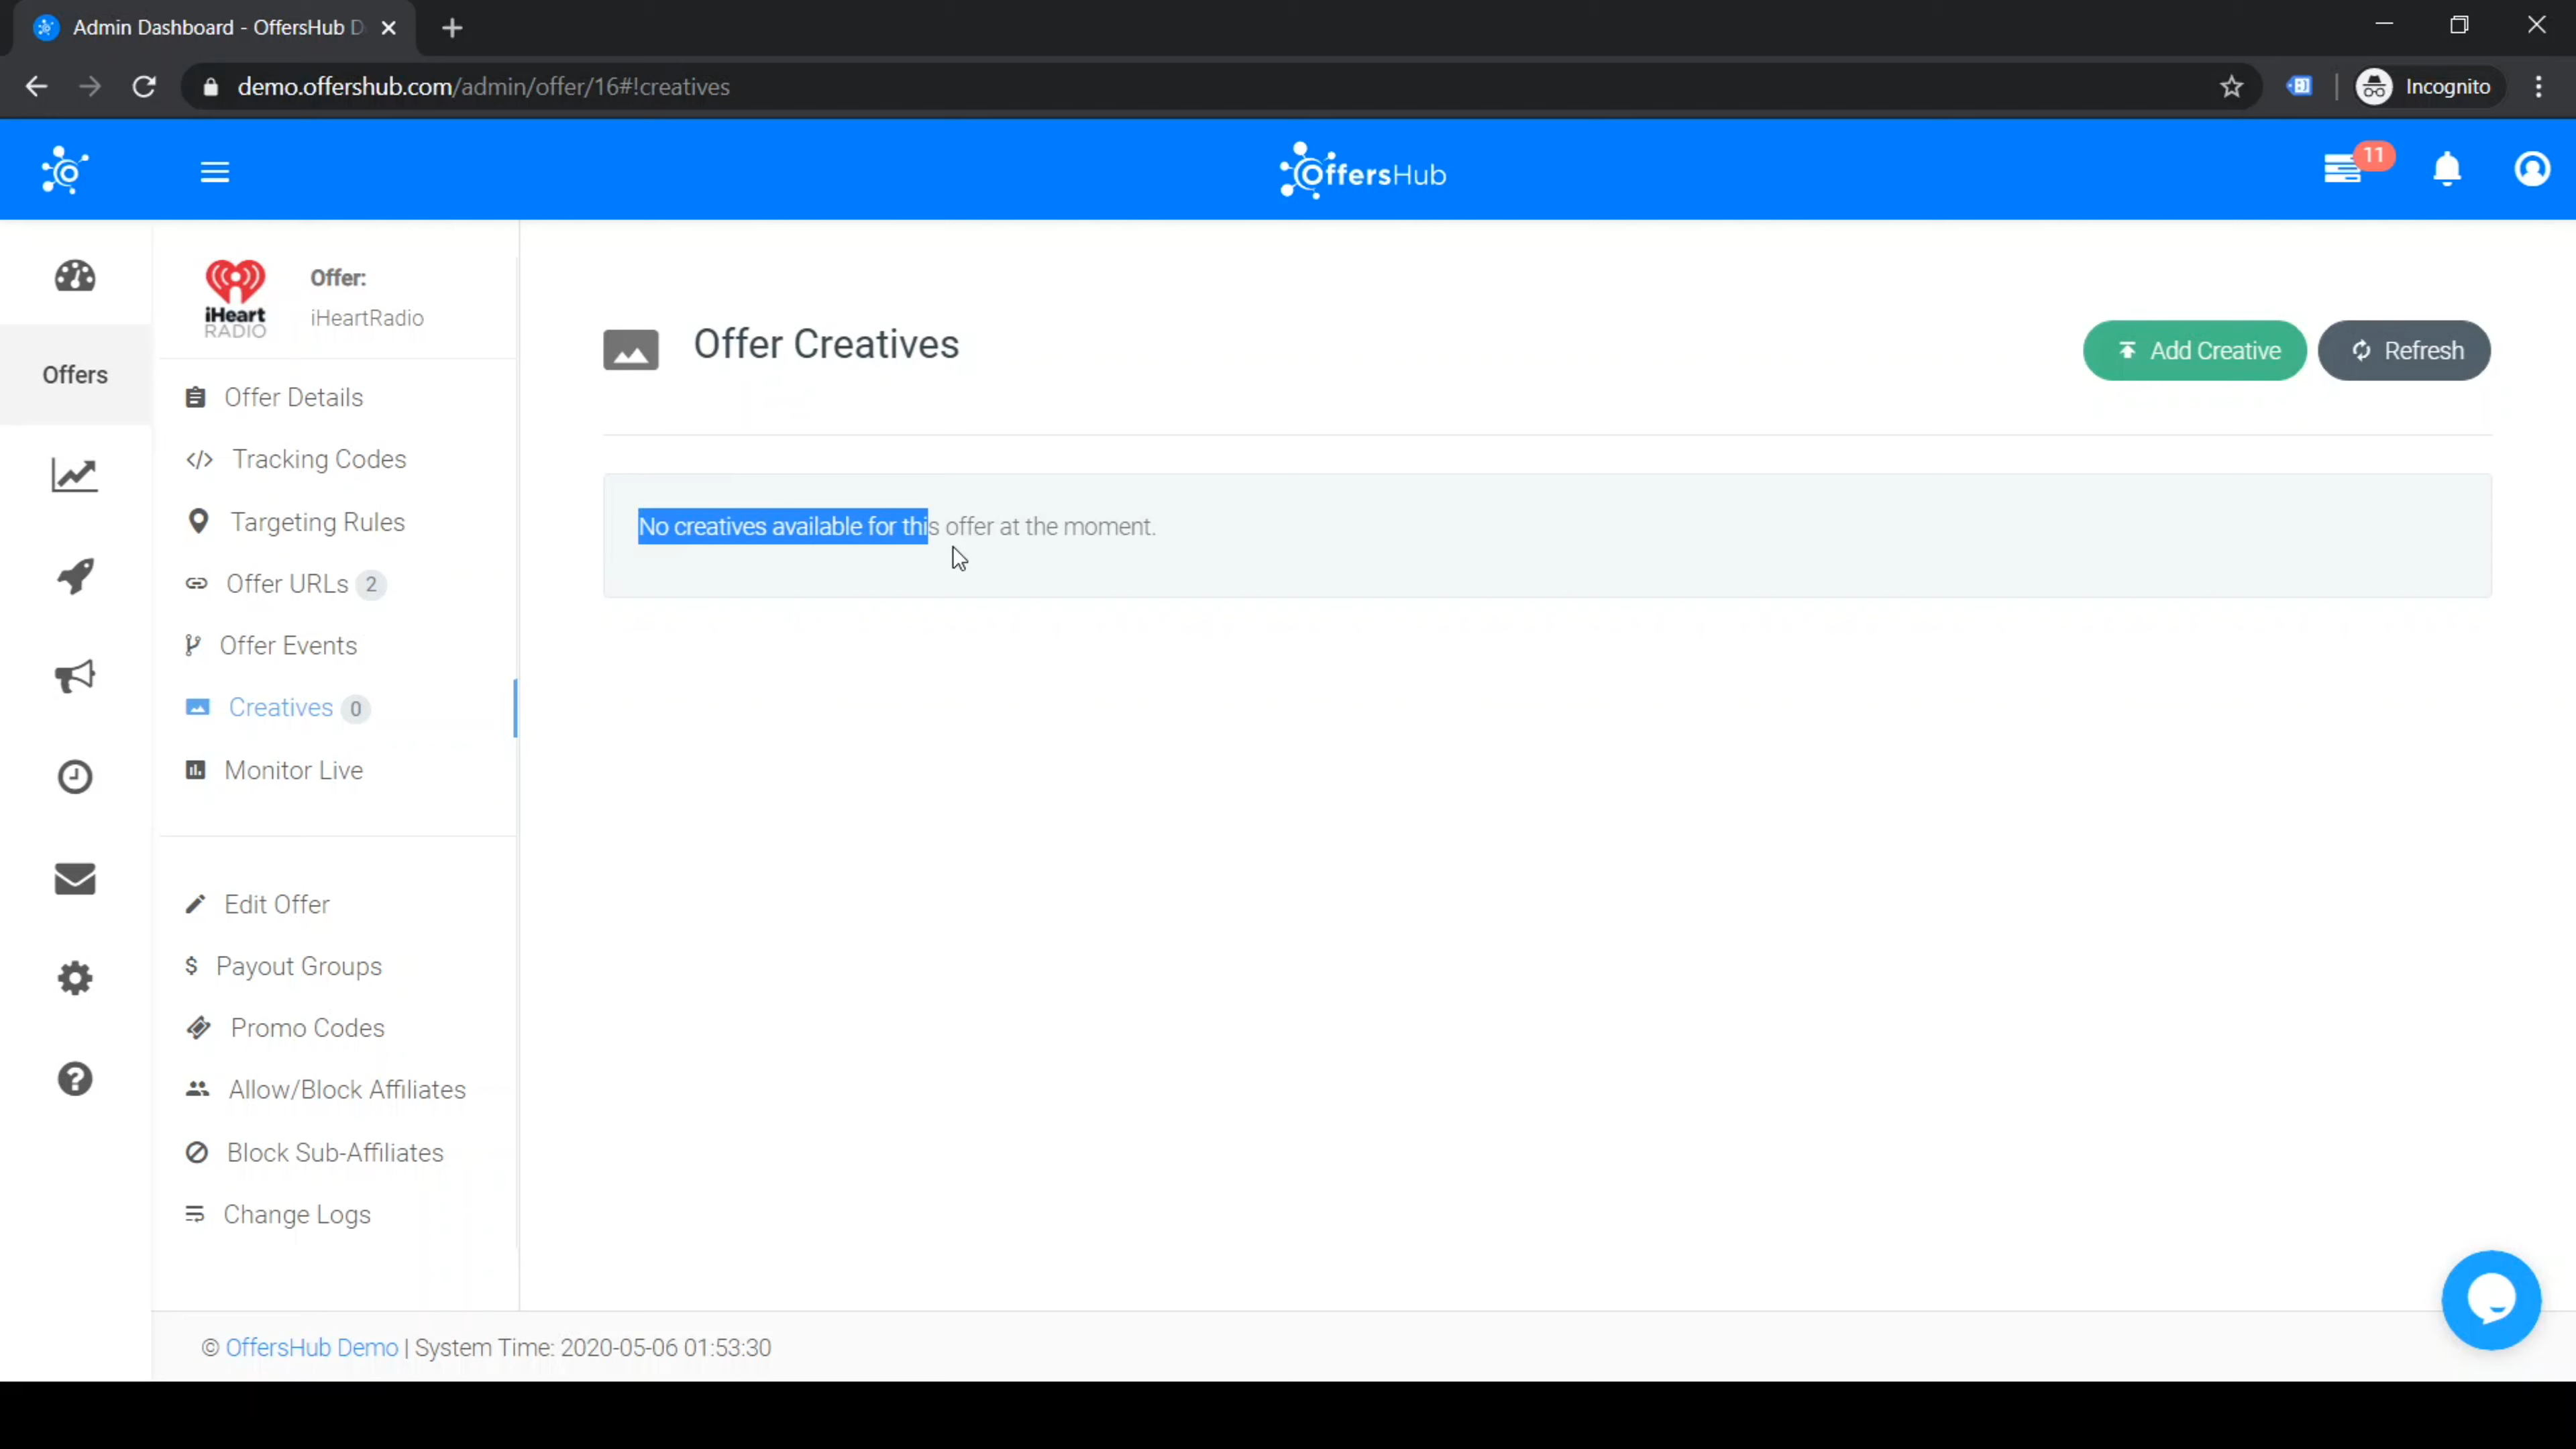 Admin Dashboard - OffersHub D
demo.offershub.com/admin/offer/16#!creatives
Incognito
OffersHub
11
iHeart
RADIO
Offer:
iHeartRadio
Offers
Offer Details
Tracking Codes
Targeting Rules
Offer URLs 2
Offer Events
Creatives 0
Monitor Live
Edit Offer
$ Payout Groups
Promo Codes
Allow/Block Affiliates
Block Sub-Affiliates
Change Logs
Offer Creatives
Add Creative
Refresh
No creatives available for this offer at the moment.
© OffersHub Demo | System Time: 2020-05-06 01:53:30